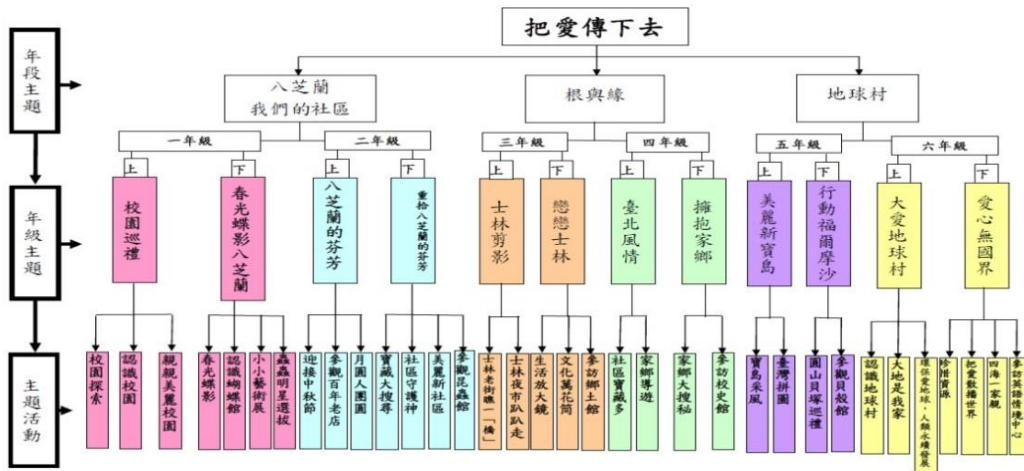 把愛傳下去
年段主題
八芝蘭
我們的社區
根與緣
地球村
一年級
二年級
三年級
四年級
五年級
六年級
上
下
上
下
上
下
上
下
上
下
上
下
年級主題
校園巡禮
春光蝶影八芝蘭
八芝蘭的芬芳
重拾八芝蘭的芬芳
士林剪影
戀戀士林
臺北風情
擁抱家鄉
美麗新寶島
行動福爾摩沙
大愛地球村
愛心無國界
主題活動
校園探索
認識校園
親親美麗校園
春光蝶影
認識蝴蝶館
小小藝術展
蟲蟲明星選拔
迎接中秋節
參觀百年老店
月圓人團圓
寶藏大搜尋
社區守護神
美麗新社區
參觀昆蟲館
士林老街瞧一「橋」
士林夜市趴趴走
生活放大鏡
文化萬花筒
參訪鄉土館
社區寶藏多
家鄉導遊
家鄉大搜秘
參訪校史館
寶島采風
臺灣拼圖
圓山貝塚巡禮
參觀貝殼館
認識地球村
大地是我家
環保愛地球，人類永續發展
珍惜資源
把愛散播世界
四海一家親
參訪英語情境中心